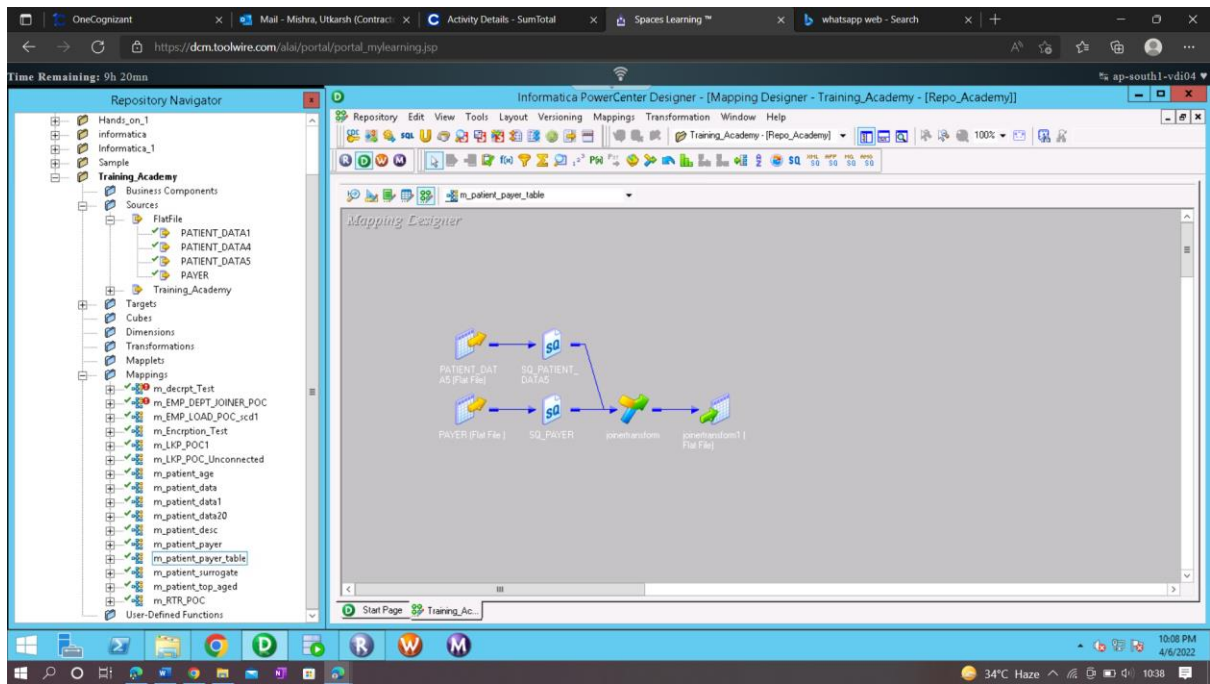 OneCognizant
Mail - Mishra, Utkarsh (Contract
Activity Details - SumTotal
Spaces Learning ™
whatsapp web - Search
https://dcm.toolwire.com/alai/portal/portal_mylearning.jsp
Time Remaining: 9h 20mn
ap-south1-vdi04
Repository Navigator
Informatica PowerCenter Designer - [Mapping Designer - Training_Academy - [Repo_Academy]]
Repository Edit View Tools Layout Versioning Mappings Transformation Window Help
SQL Training_Academy - [Repo_Academy] 100%
R D W M f(x) SQ
m_patient_payer_table
Mapping Designer
Hands_on_1
informatica
Informatica_1
Sample
Training_Academy
Business Components
Sources
FlatFile
PATIENT_DATA1
PATIENT_DATA4
PATIENT_DATA5
PAYER
Training_Academy
Targets
Cubes
Dimensions
Transformations
Mapplets
Mappings
m_decrpt_Test
m_EMP_DEPT_JOINER_POC
m_EMP_LOAD_POC_scd1
m_Encrption_Test
m_LKP_POC1
m_LKP_POC_Unconnected
m_patient_age
m_patient_data
m_patient_data1
m_patient_data20
m_patient_desc
m_patient_payer
m_patient_payer_table
m_patient_surrogate
m_patient_top_aged
m_RTR_POC
User-Defined Functions
SQ
PATIENT_DAT
A5 (Flat File)
SQ_PATIENT_
DATA5
SQ
PAYER (Flat File )
SQ_PAYER
joinertransform
joinertransform1 (
Flat File)
Start Page
Training_Ac...
D R W M
10:08 PM
4/6/2022
34°C Haze
10:38